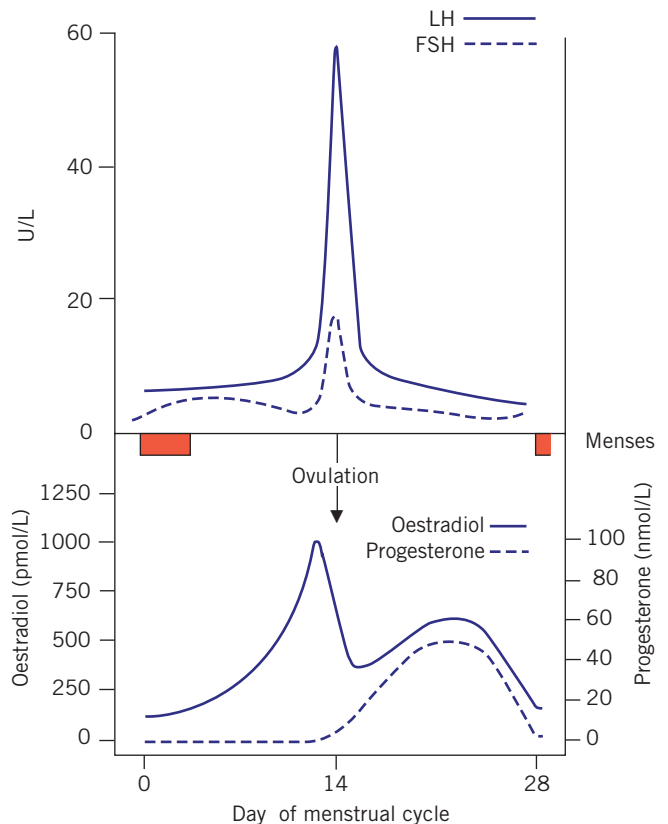 LH
FSH
60
40
20
0
U/L
Menses
Ovulation
1250
1000
750
500
250
0
Oestradiol (pmol/L)
Oestradiol
Progesterone
100
80
60
40
20
0
Progesterone (nmol/L)
0 14 28
Day of menstrual cycle